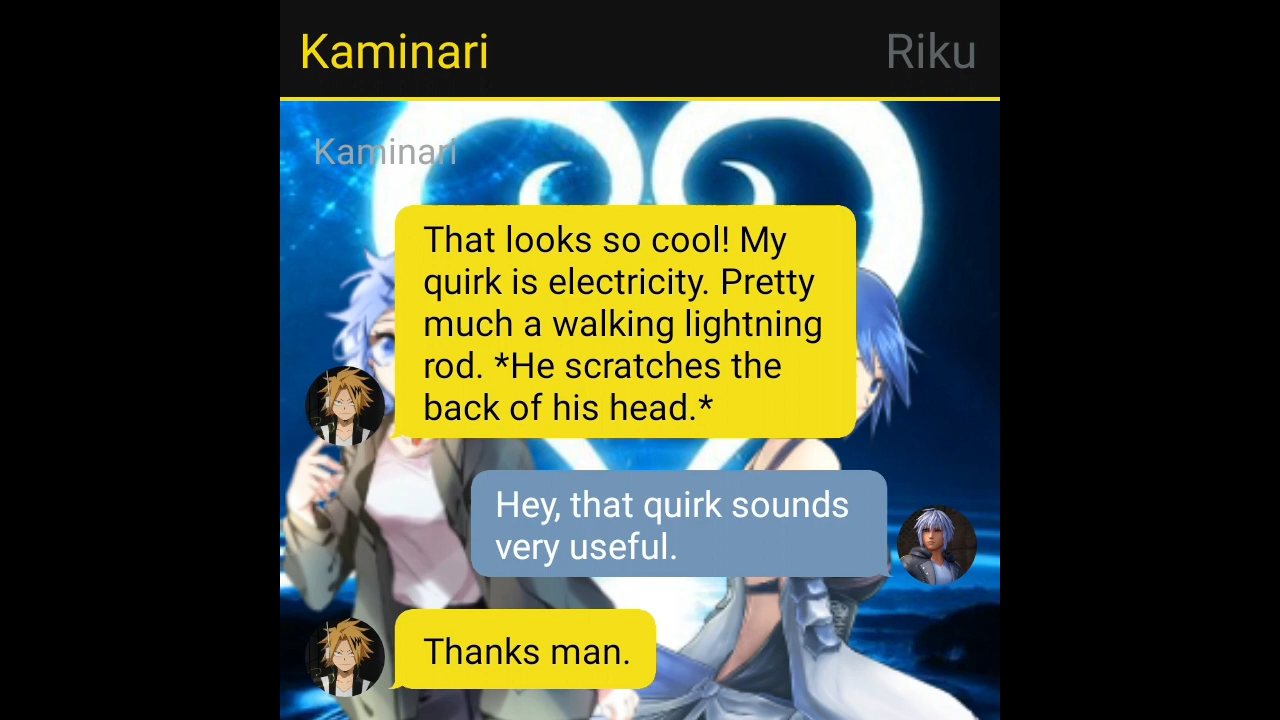 Kaminari
Riku
Kaminari
That looks so cool! My
quirk is electricity. Pretty
much a walking lightning
rod. *He scratches the
back of his head.*
Hey, that quirk sounds
very useful.
Thanks man.